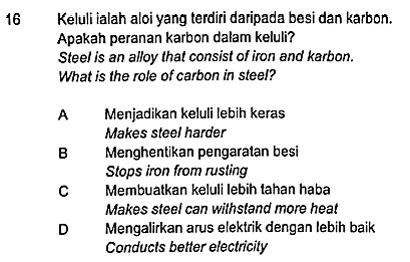 16 Keluli ialah aloi yang terdiri daripada besi dan karbon.
Apakah peranan karbon dalam keluli?
Steel is an alloy that consist of iron and karbon.
What is the role of carbon in steel?
A Menjadikan keluli lebih keras
Makes steel harder
B Menghentikan pengaratan besi
Stops iron from rusting
C Membuatkan keluli lebih tahan haba
Makes steel can withstand more heat
D Mengalirkan arus elektrik dengan lebih baik
Conducts better electricity